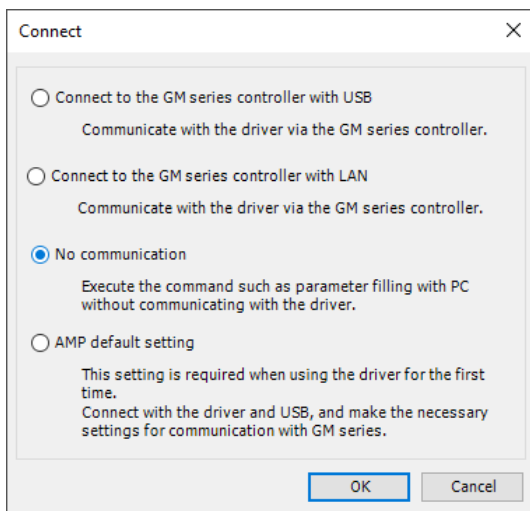 Connect
Connect to the GM series controller with USB
Communicate with the driver via the GM series controller.
Connect to the GM series controller with LAN
Communicate with the driver via the GM series controller.
No communication
Execute the command such as parameter filling with PC
without communicating with the driver.
AMP default setting
This setting is required when using the driver for the first
time.
Connect with the driver and USB, and make the necessary
settings for communication with GM series.
OK Cancel